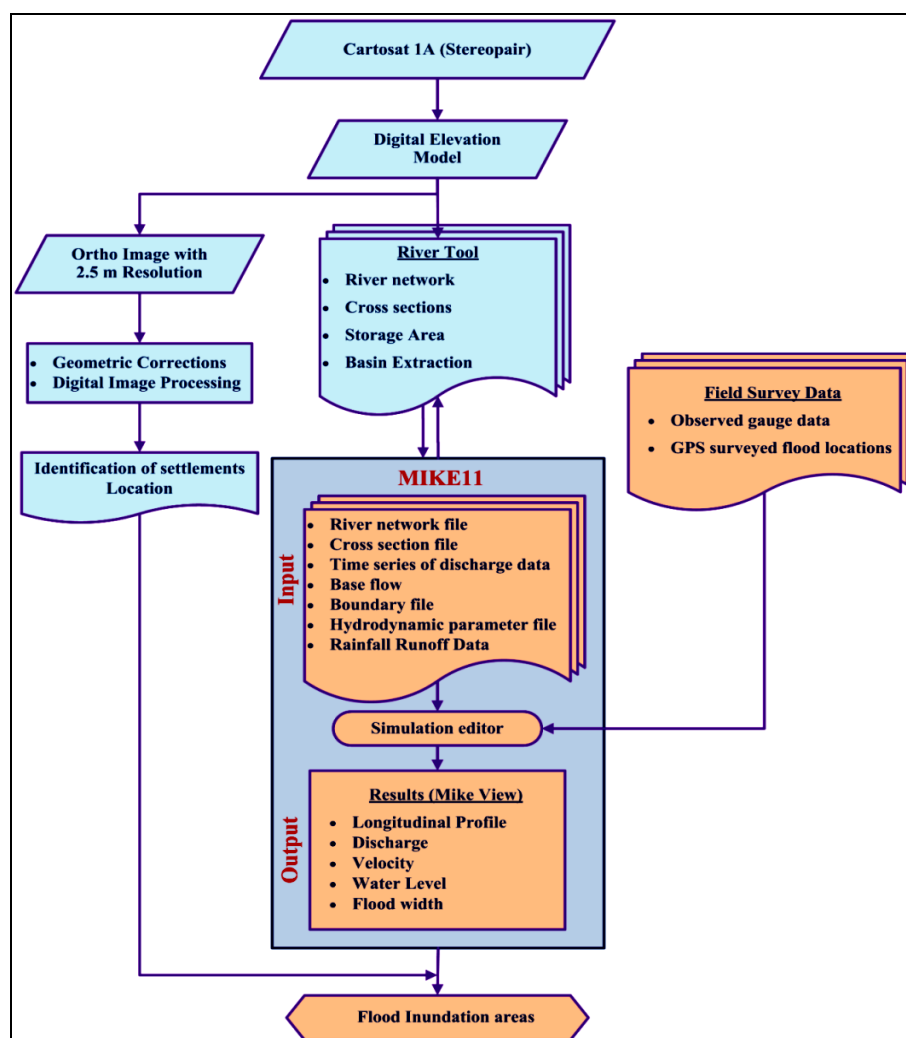 Cartosat 1A (Stereopair)
Digital Elevation
Model
Ortho Image with
2.5 m Resolution
River Tool
• River network
• Cross sections
• Storage Area
• Basin Extraction
• Geometric Corrections
• Digital Image Processing
Field Survey Data
• Observed gauge data
• GPS surveyed flood locations
Identification of settlements
Location
MIKE11
Input
• River network file
• Cross section file
• Time series of discharge data
• Base flow
• Boundary file
• Hydrodynamic parameter file
• Rainfall Runoff Data
Simulation editor
Output
Results (Mike View)
• Longitudinal Profile
• Discharge
• Velocity
• Water Level
• Flood width
Flood Inundation areas